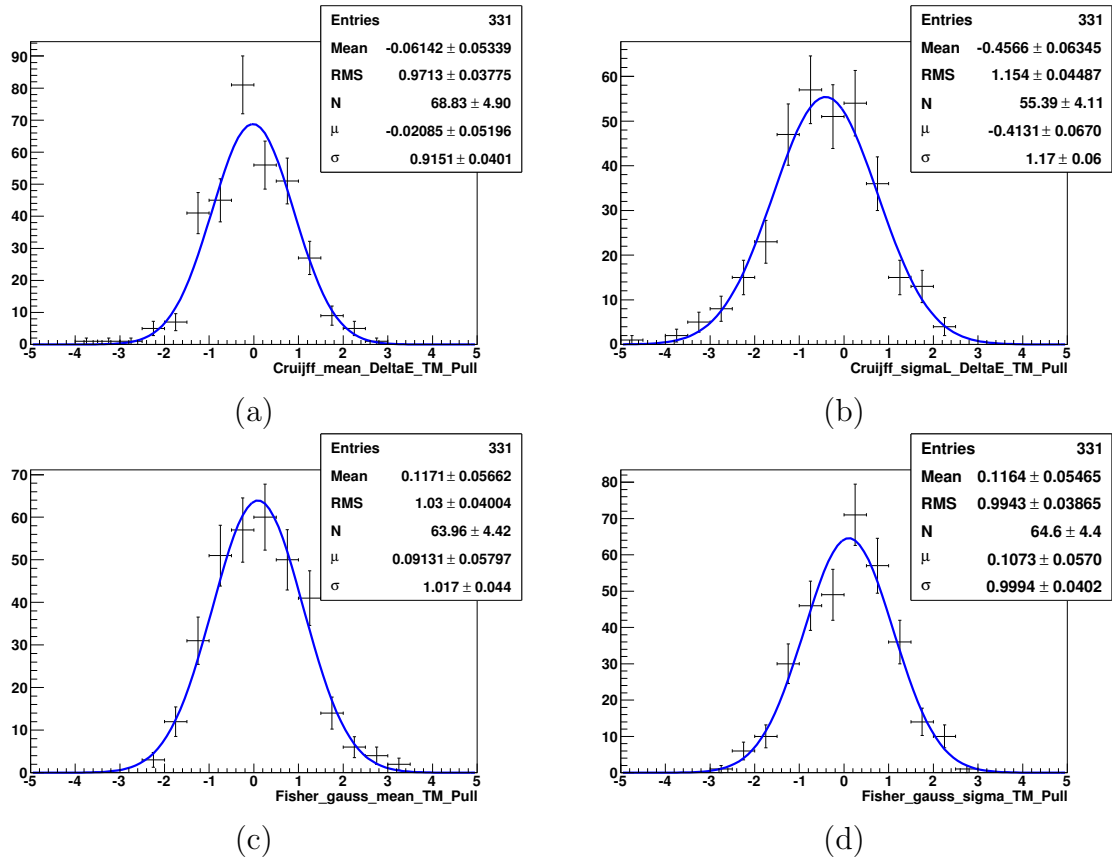 Entries 331
Mean -0.06142 ± 0.05339
RMS 0.9713 ± 0.03775
N 68.83 ± 4.90
μ -0.02085 ± 0.05196
σ 0.9151 ± 0.0401
90
80
70
60
50
40
30
20
10
0
-5 -4 -3 -2 -1 0 1 2 3 4 5
Cruijff_mean_DeltaE_TM_Pull
(a)
Entries 331
Mean -0.4566 ± 0.06345
RMS 1.154 ± 0.04487
N 55.39 ± 4.11
μ -0.4131 ± 0.0670
σ 1.17 ± 0.06
60
50
40
30
20
10
0
-5 -4 -3 -2 -1 0 1 2 3 4 5
Cruijff_sigmaL_DeltaE_TM_Pull
(b)
Entries 331
Mean 0.1171 ± 0.05662
RMS 1.03 ± 0.04004
N 63.96 ± 4.42
μ 0.09131 ± 0.05797
σ 1.017 ± 0.044
70
60
50
40
30
20
10
0
-5 -4 -3 -2 -1 0 1 2 3 4 5
Fisher_gauss_mean_TM_Pull
(c)
Entries 331
Mean 0.1164 ± 0.05465
RMS 0.9943 ± 0.03865
N 64.6 ± 4.4
μ 0.1073 ± 0.0570
σ 0.9994 ± 0.0402
80
70
60
50
40
30
20
10
0
-5 -4 -3 -2 -1 0 1 2 3 4 5
Fisher_gauss_sigma_TM_Pull
(d)